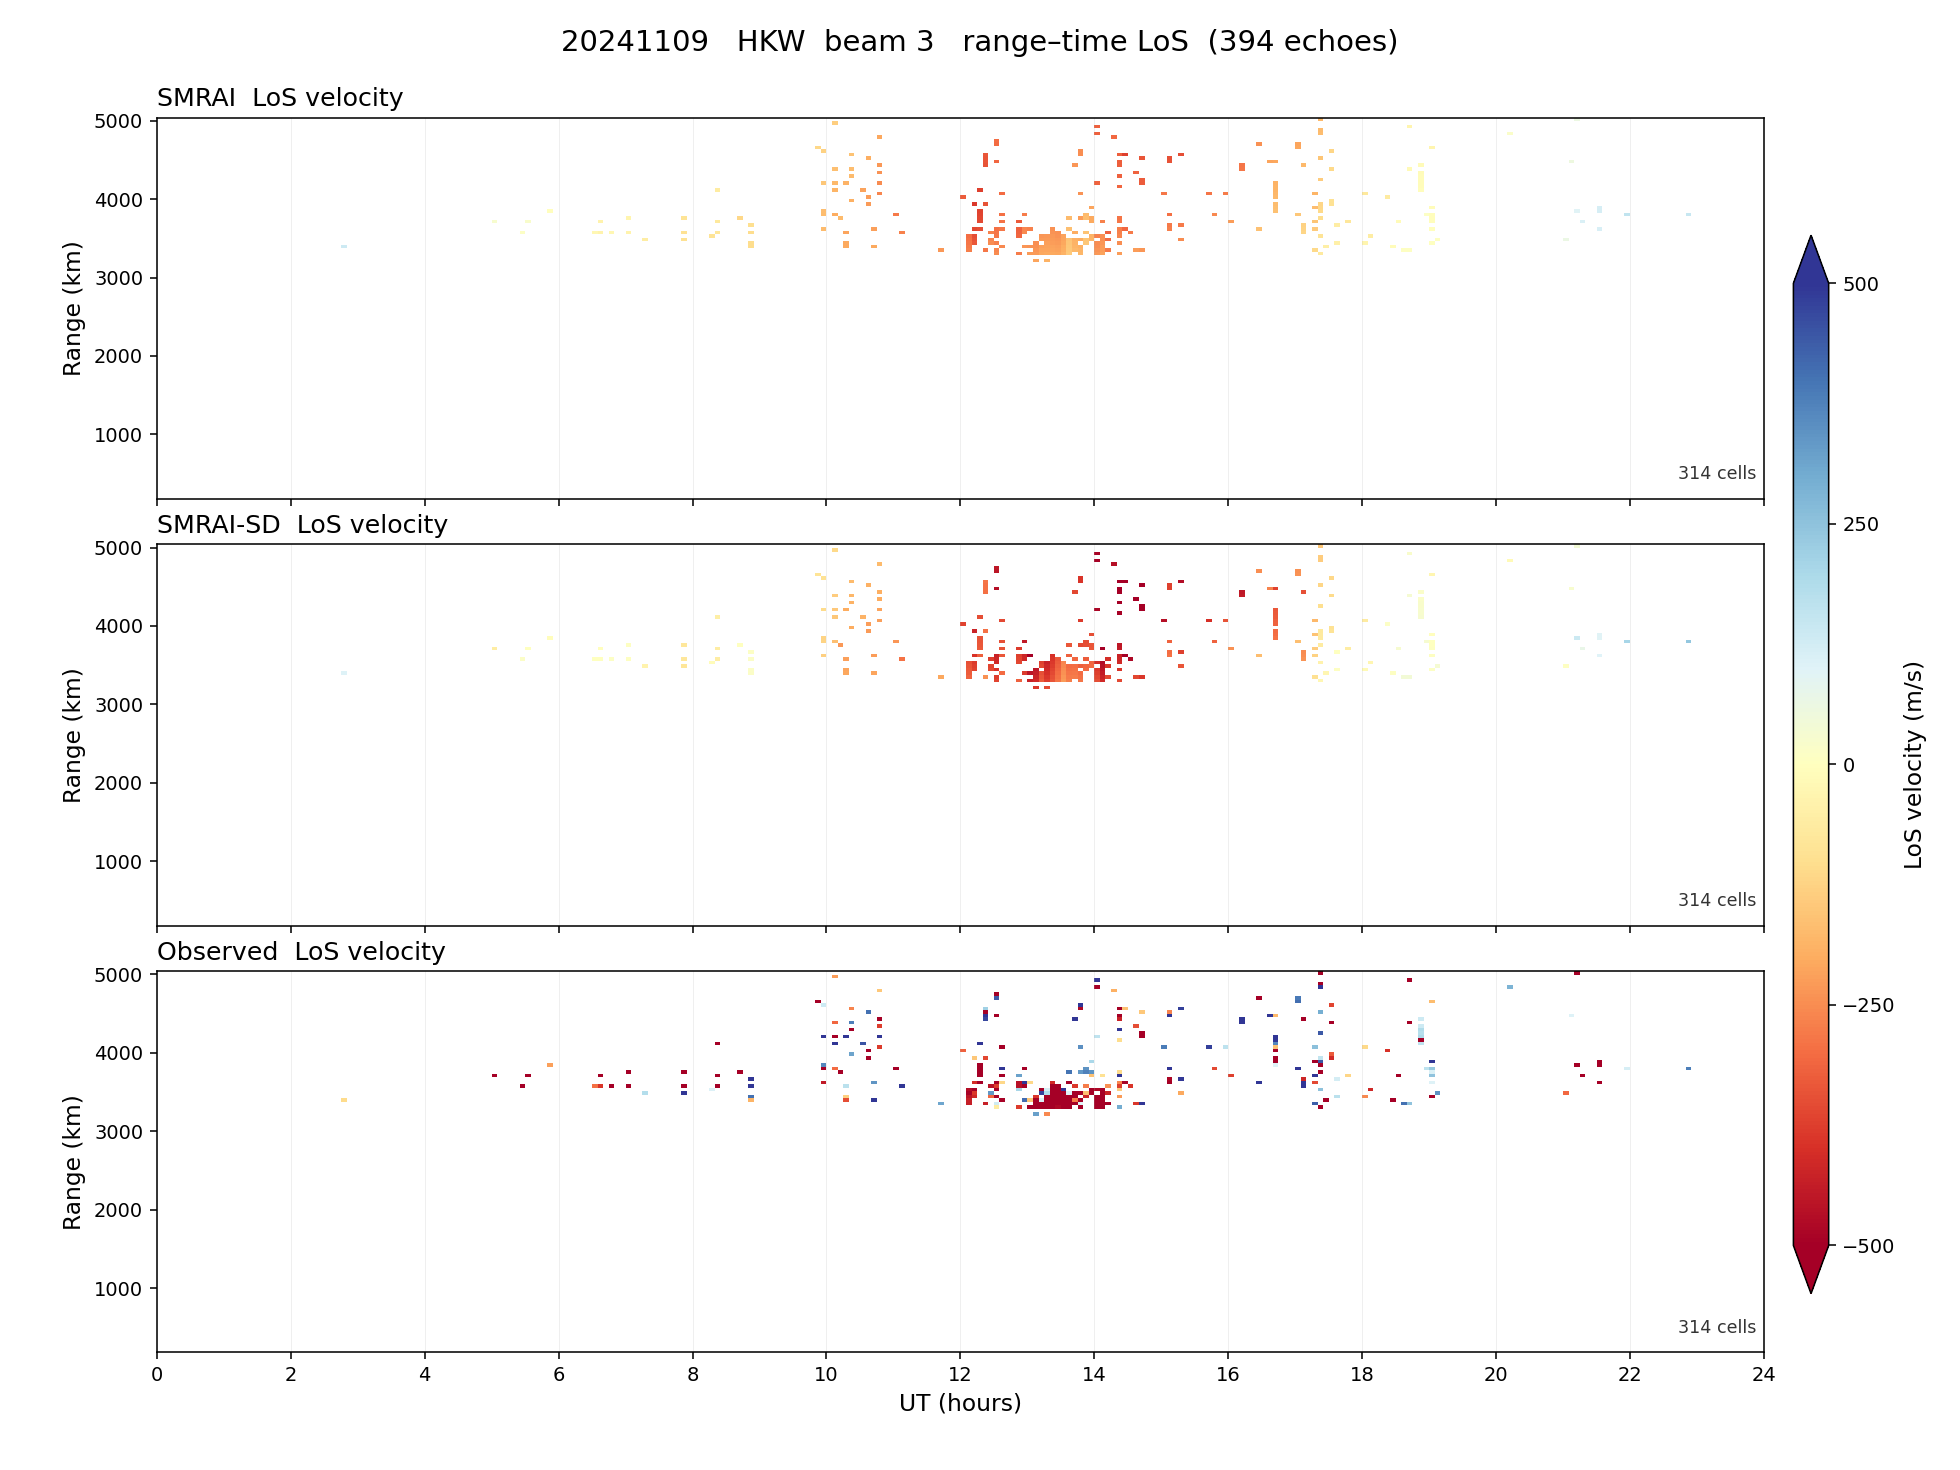 20241109   HKW  beam 3   range–time LoS  (394 echoes)
SMRAI  LoS velocity
5000
4000
3000
2000
1000
Range (km)
314 cells
SMRAI-SD  LoS velocity
5000
4000
3000
2000
1000
Range (km)
314 cells
Observed  LoS velocity
5000
4000
3000
2000
1000
Range (km)
314 cells
0 2 4 6 8 10 12 14 16 18 20 22 24
UT (hours)
500
250
0
−250
−500
LoS velocity (m/s)